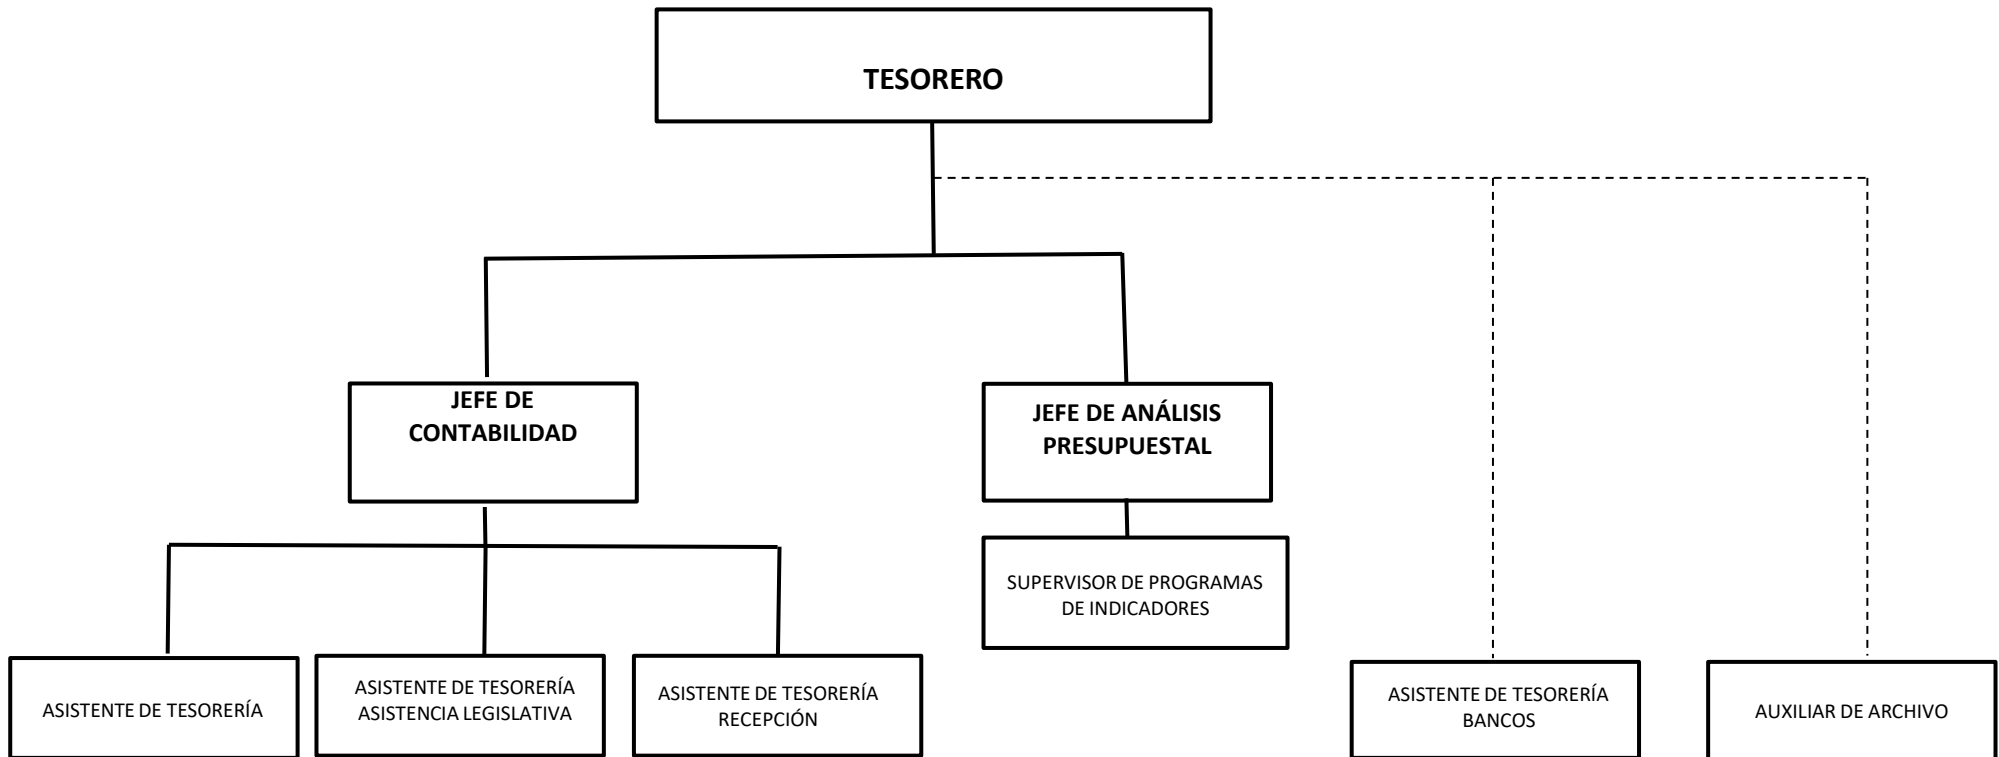 TESORERO
JEFE DE
CONTABILIDAD
JEFE DE ANÁLISIS
PRESUPUESTAL
SUPERVISOR DE PROGRAMAS
DE INDICADORES
ASISTENTE DE TESORERÍA
ASISTENTE DE TESORERÍA
ASISTENCIA LEGISLATIVA
ASISTENTE DE TESORERÍA
RECEPCIÓN
ASISTENTE DE TESORERÍA
BANCOS
AUXILIAR DE ARCHIVO